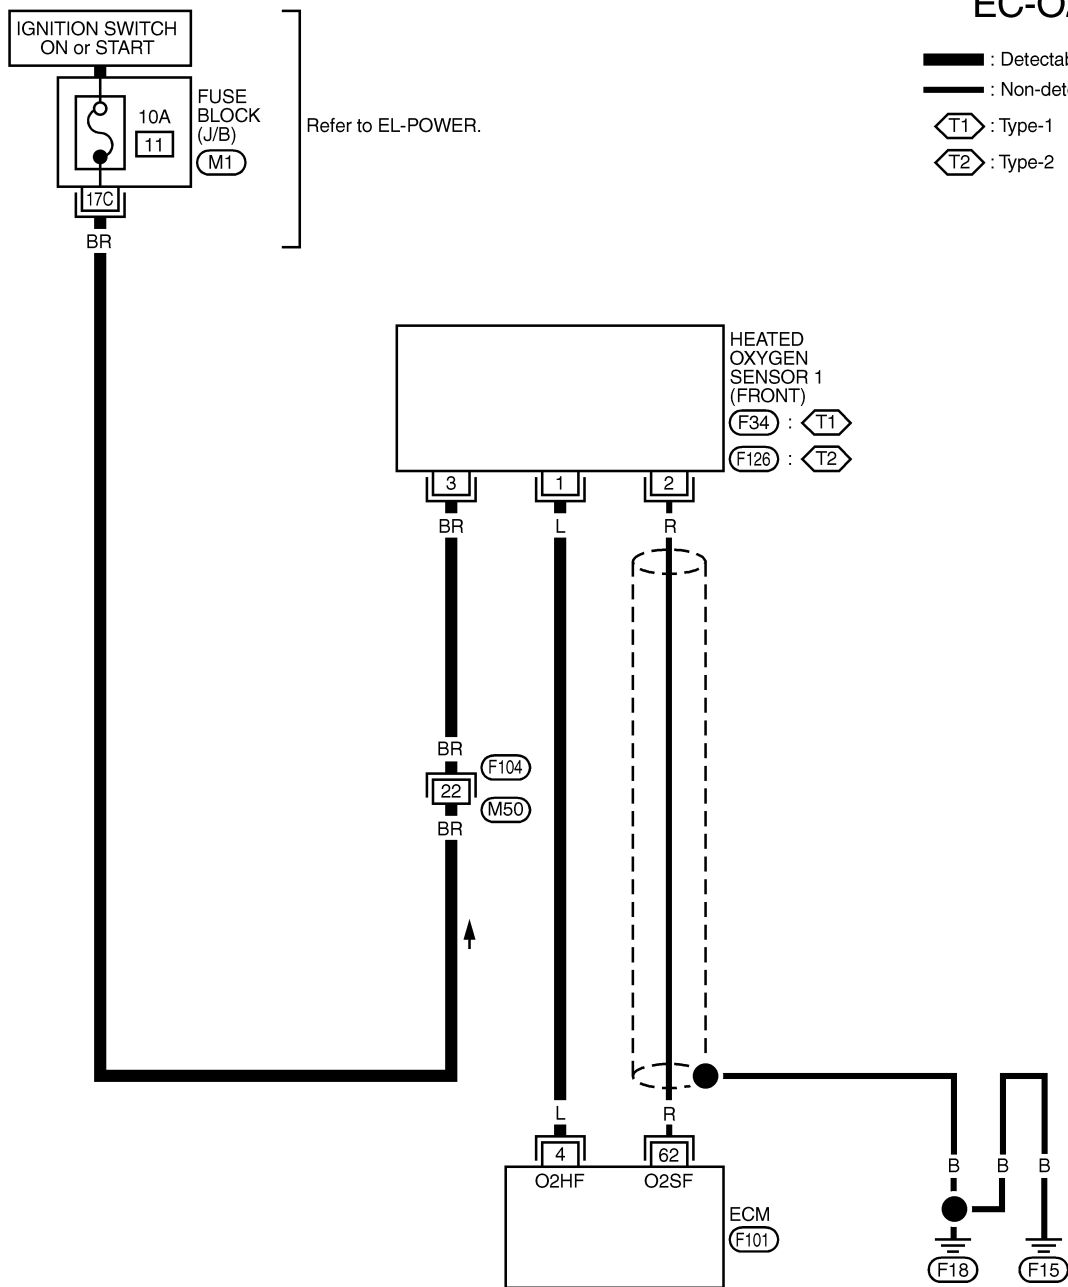 EC-O2
IGNITION SWITCH
ON or START
10A
11
FUSE
BLOCK
(J/B)
M1
17C
BR
Refer to EL-POWER.
: Detectab
: Non-det
T1 : Type-1
T2 : Type-2
HEATED
OXYGEN
SENSOR 1
(FRONT)
F34 : T1
F126 : T2
3 1 2
BR L R
BR
F104
22
M50
BR
L R
4 62
O2HF O2SF
ECM
F101
B B B
F18 F15